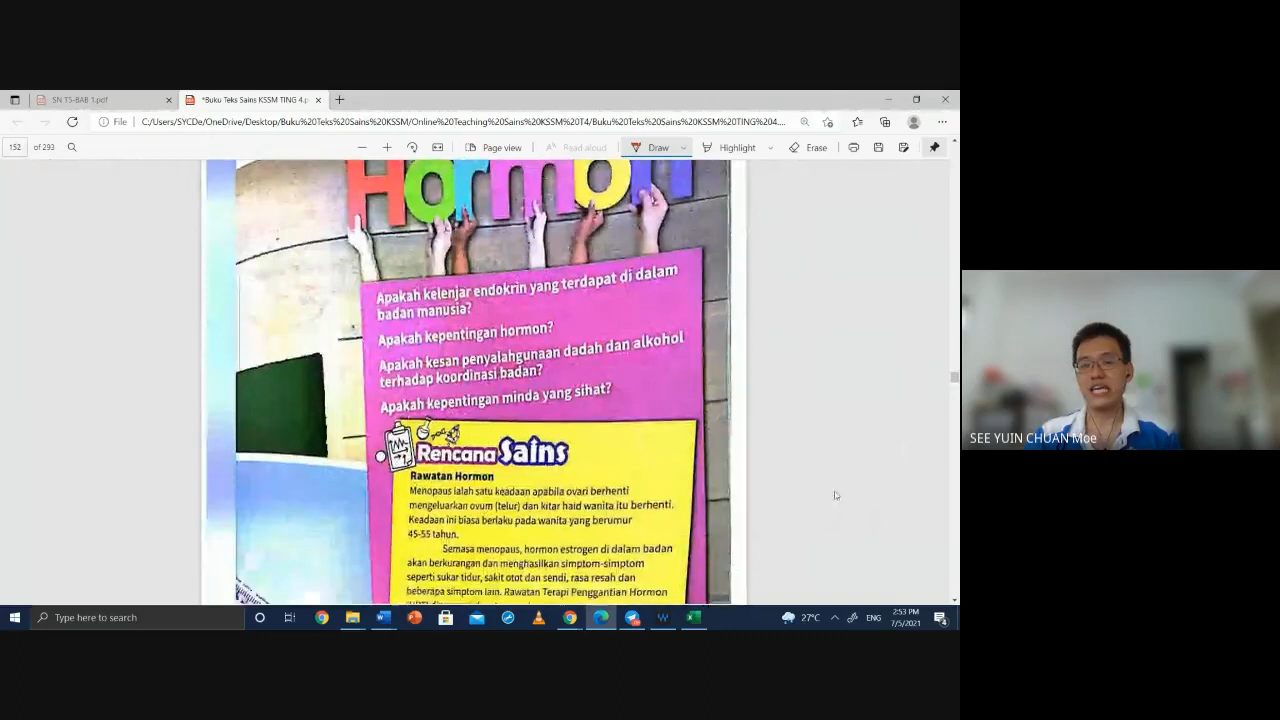 SN T5-BAB 1.pdf
*Buku Teks Sains KSSM TING 4.p
File
C:/Users/SYCDe/OneDrive/Desktop/Buku%20Teks%20Sains%20KSSM/Online%20Teaching%20Sains%20KSSM%20T4/Buku%20Teks%20Sains%20KSSM%20TING%204....
152 of 293
Page view
Read aloud
Draw
Highlight
Erase
Hormon
Apakah kelenjar endokrin yang terdapat di dalam
badan manusia?
Apakah kepentingan hormon?
Apakah kesan penyalahgunaan dadah dan alkohol
terhadap koordinasi badan?
Apakah kepentingan minda yang sihat?
Rencana Sains
Rawatan Hormon
Menopaus ialah satu keadaan apabila ovari berhenti
mengeluarkan ovum (telur) dan kitar haid wanita itu berhenti.
Keadaan ini biasa berlaku pada wanita yang berumur
45-55 tahun.
Semasa menopaus, hormon estrogen di dalam badan
akan berkurangan dan menghasilkan simptom-simptom
seperti sukar tidur, sakit otot dan sendi, rasa resah dan
beberapa simptom lain. Rawatan Terapi Penggantian Hormon
SEE YUIN CHUAN Moe
Type here to search
27°C
ENG
2:53 PM
7/5/2021
4